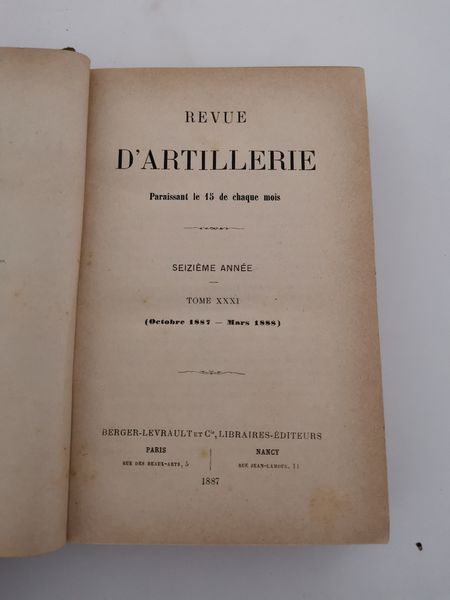 REVUE
D'ARTILLERIE
Paraissant le 15 de chaque mois
SEIZIÈME ANNÉE
TOME XXXI
(Octobre 1887 — Mars 1888)
BERGER-LEVRAULT ET Cie, LIBRAIRES-ÉDITEURS
PARIS
RUE DES BEAUX-ARTS, 5
NANCY
RUE JEAN-LAMOUR, 11
1887